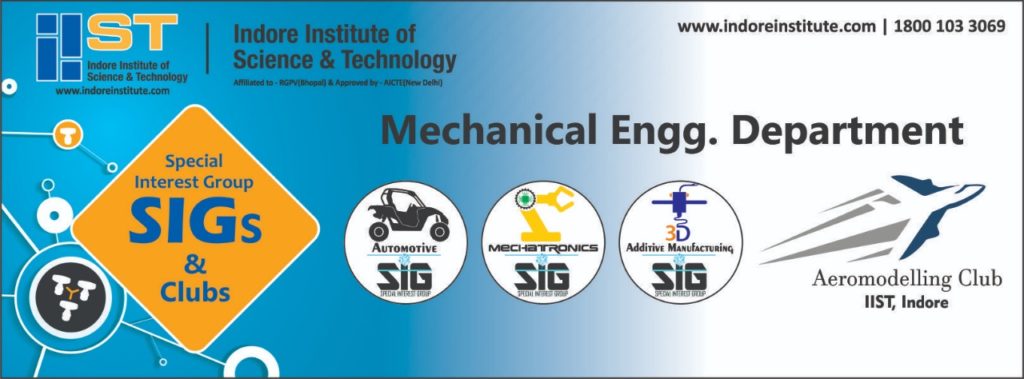 IIST
Indore Institute of
Science & Technology
www.indoreinstitute.com
Indore Institute of
Science & Technology
Affiliated to - RGPV(Bhopal) & Approved by - AICTE(New Delhi)
www.indoreinstitute.com | 1800 103 3069
Special
Interest Group
SIGs
&
Clubs
Mechanical Engg. Department
AUTOMOTIVE
SIG
SPECIAL INTEREST GROUP
MECHATRONICS
SIG
SPECIAL INTEREST GROUP
3D
ADDITIVE MANUFACTURING
SIG
SPECIAL INTEREST GROUP
Aeromodelling Club
IIST, Indore